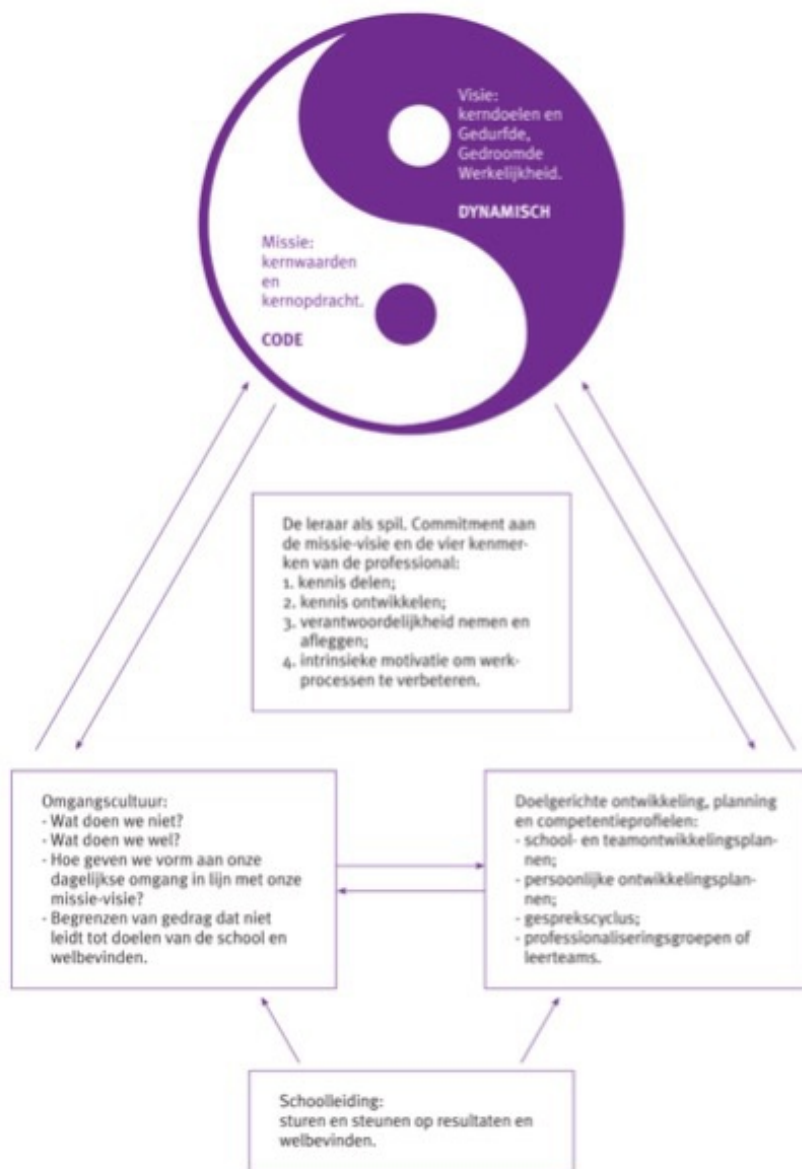 Visie:
kerndoelen en
Gedurfde,
Gedroomde
Werkelijkheid.
DYNAMISCH
Missie:
kernwaarden
en
kernopdracht.
CODE
De leraar als spil. Commitment aan
de missie-visie en de vier kenmer-
ken van de professional:
1. kennis delen;
2. kennis ontwikkelen;
3. verantwoordelijkheid nemen en
afleggen;
4. intrinsieke motivatie om werk-
processen te verbeteren.
Omgangscultuur:
- Wat doen we niet?
- Wat doen we wel?
- Hoe geven we vorm aan onze
dagelijkse omgang in lijn met onze
missie-visie?
- Begrenzen van gedrag dat niet
leidt tot doelen van de school en
welbevinden.
Doelgerichte ontwikkeling, planning
en competentieprofielen:
- school- en teamontwikkelingsplan-
nen;
- persoonlijke ontwikkelingsplan-
nen;
- gesprekscyclus;
- professionaliseringsgroepen of
leerteams.
Schoolleiding:
sturen en steunen op resultaten en
welbevinden.